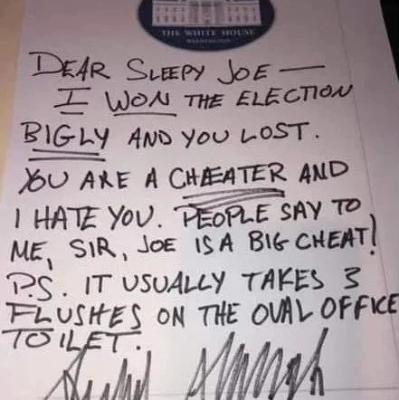 THE WHITE HOUSE
WASHINGTON
DEAR SLEEPY JOE —
I WON THE ELECTION
BIGLY AND YOU LOST.
YOU ARE A CHEATER AND
I HATE YOU. PEOPLE SAY TO
ME, SIR, JOE IS A BIG CHEAT!
P.S. IT USUALLY TAKES 3
FLUSHES ON THE OVAL OFFICE
TOILET.